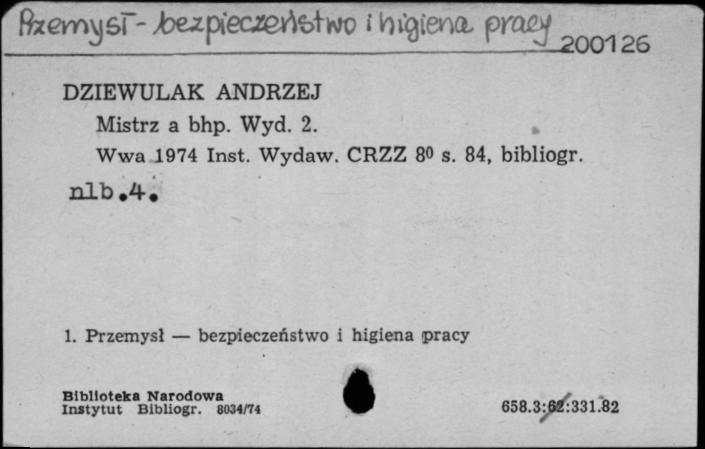 Przemysł - bezpieczeństwo i higiena pracy
200126
DZIEWULAK ANDRZEJ
Mistrz a bhp. Wyd. 2.
Wwa 1974 Inst. Wydaw. CRZZ 8⁰ s. 84, bibliogr.
nlb.4.
1. Przemysł — bezpieczeństwo i higiena pracy
Biblioteka Narodowa
Instytut Bibliogr. 8034/74
658.3:62:331.82